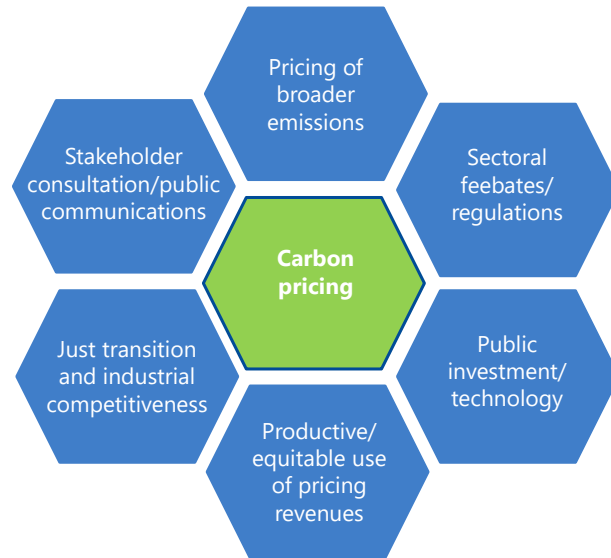 Pricing of
broader
emissions
Stakeholder
consultation/public
communications
Sectoral
feebates/
regulations
Carbon
pricing
Just transition
and industrial
competitiveness
Public
investment/
technology
Productive/
equitable use
of pricing
revenues